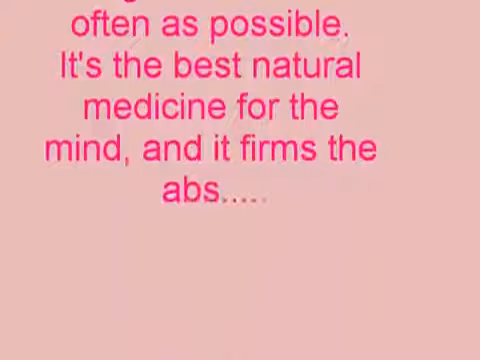 often as possible.
It's the best natural
medicine for the
mind, and it firms the
abs.....